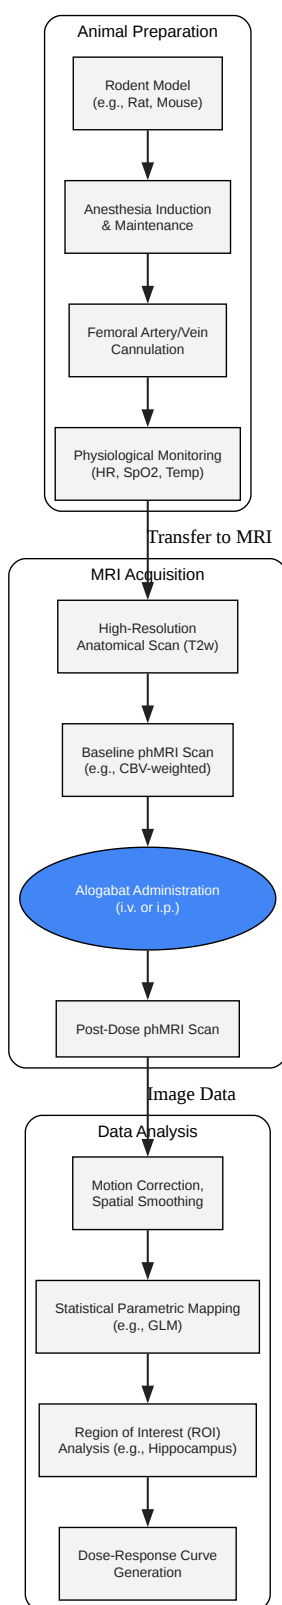 Animal Preparation
Rodent Model
(e.g., Rat, Mouse)
Anesthesia Induction
& Maintenance
Femoral Artery/Vein
Cannulation
Physiological Monitoring
(HR, SpO2, Temp)
Transfer to MRI
MRI Acquisition
High-Resolution
Anatomical Scan (T2w)
Baseline phMRI Scan
(e.g., CBV-weighted)
Alogabat Administration
(i.v. or i.p.)
Post-Dose phMRI Scan
Image Data
Data Analysis
Motion Correction,
Spatial Smoothing
Statistical Parametric Mapping
(e.g., GLM)
Region of Interest (ROI)
Analysis (e.g., Hippocampus)
Dose-Response Curve
Generation